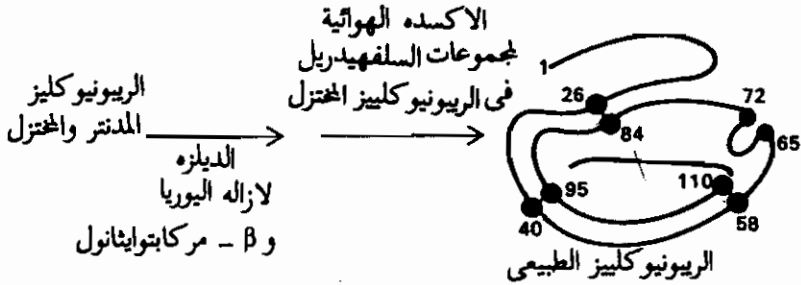 الريبونيوكليز
المدنتر والمختزل
الديلزه
لازاله اليوريا
و β – مركابتوايثانول
الاكسده الهوائية
لمجموعات السلفهيدريل
فى الريبونيوكلييز المختزل
1
26
84
72
65
110
95
40
58
الريبونيوكلييز الطبيعى